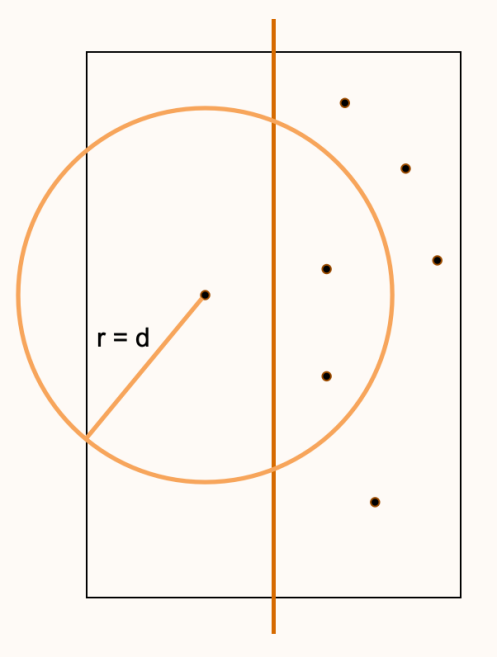 r = d